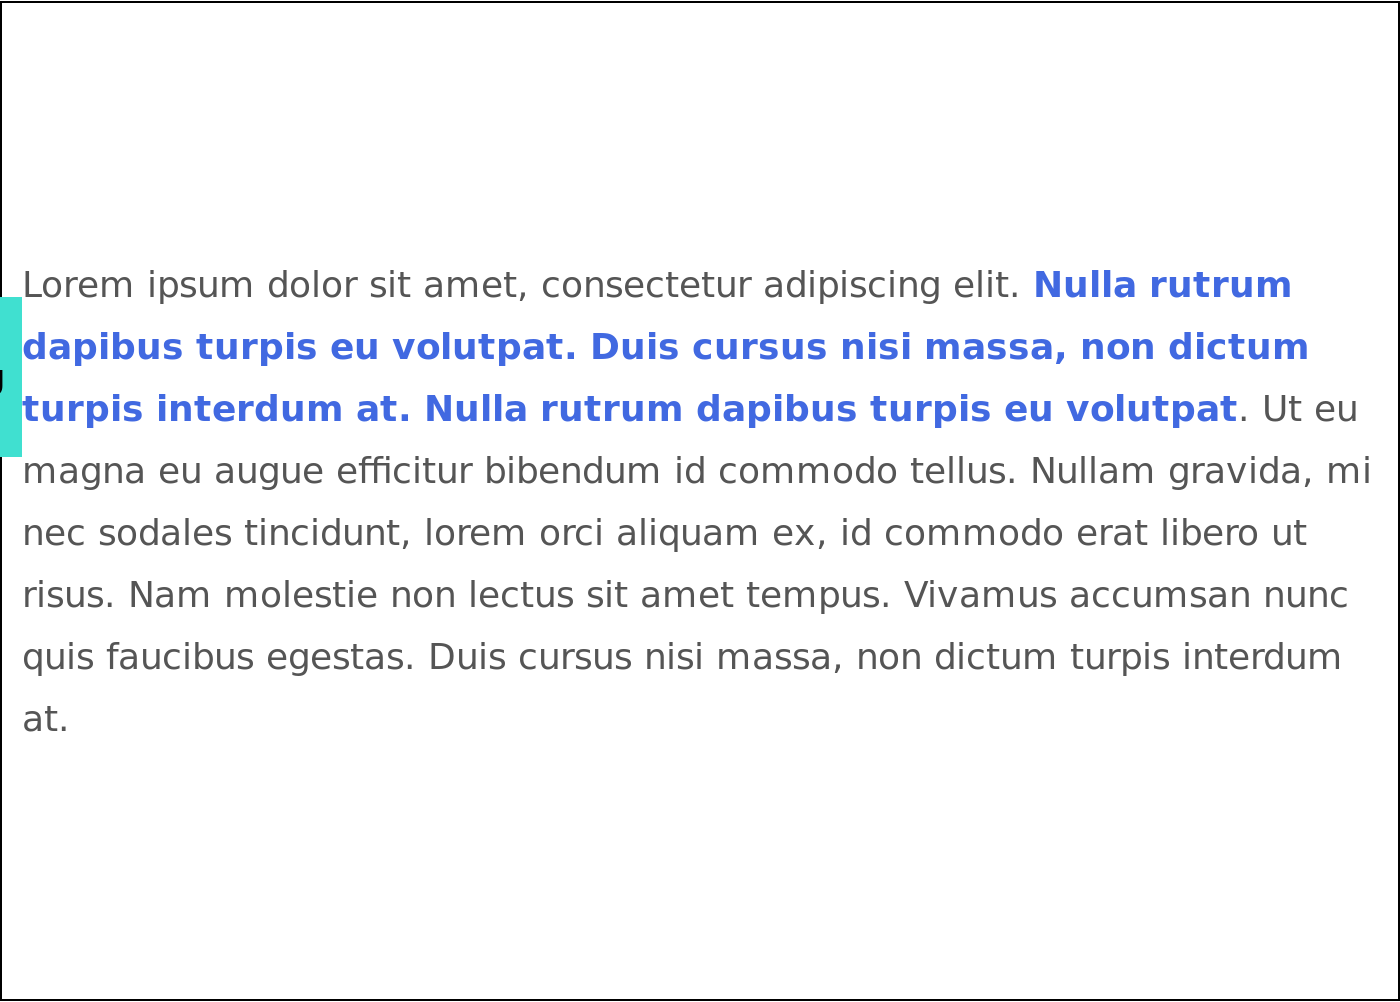 Lorem ipsum dolor sit amet, consectetur adipiscing elit. Nulla rutrum
dapibus turpis eu volutpat. Duis cursus nisi massa, non dictum
turpis interdum at. Nulla rutrum dapibus turpis eu volutpat. Ut eu
magna eu augue efficitur bibendum id commodo tellus. Nullam gravida, mi
nec sodales tincidunt, lorem orci aliquam ex, id commodo erat libero ut
risus. Nam molestie non lectus sit amet tempus. Vivamus accumsan nunc
quis faucibus egestas. Duis cursus nisi massa, non dictum turpis interdum
at.